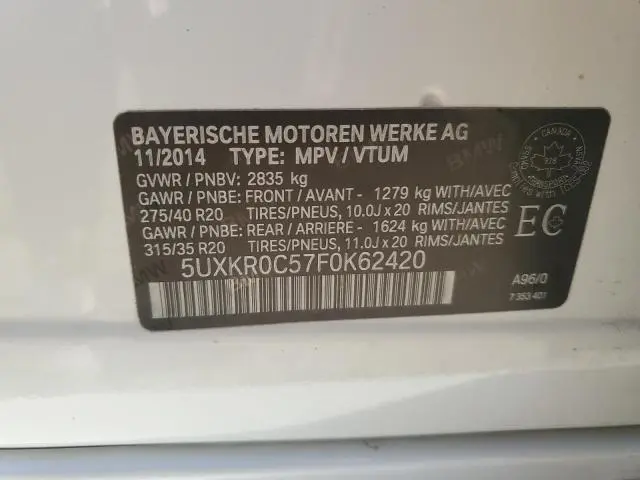 BAYERISCHE MOTOREN WERKE AG
11/2014 TYPE: MPV / VTUM
GVWR / PNBV: 2835 kg
GAWR / PNBE: FRONT / AVANT - 1279 kg WITH/AVEC
275/40 R20 TIRES/PNEUS, 10.0J x 20 RIMS/JANTES
GAWR / PNBE: REAR / ARRIERE - 1624 kg WITH/AVEC
315/35 R20 TIRES/PNEUS, 11.0J x 20 RIMS/JANTES
5UXKR0C57F0K62420
CANADA
TRANSPORT
EC
A96/0
7 353 401